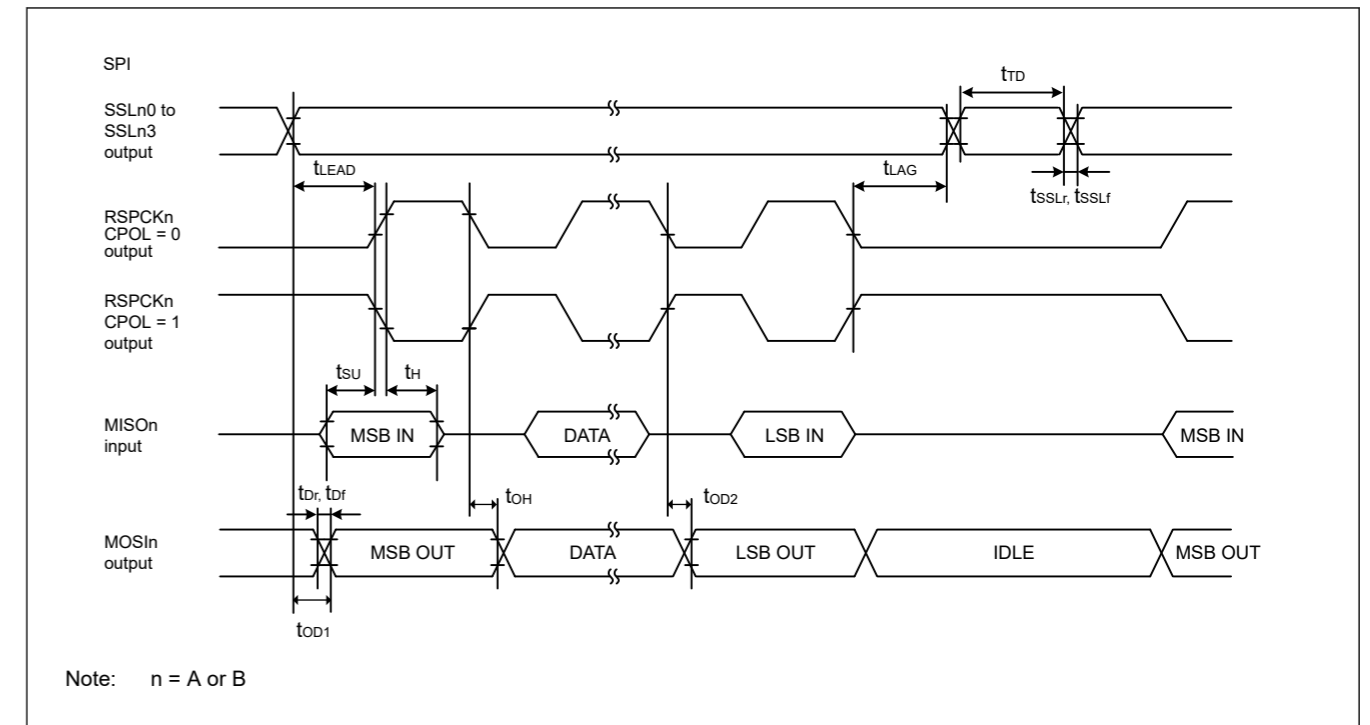 SPI
tTD
SSLn0 to
SSLn3
output
tLEAD
tLAG
tSSLr, tSSLf
RSPCKn
CPOL = 0
output
RSPCKn
CPOL = 1
output
tSU
tH
MISOn
input
MSB IN
DATA
LSB IN
MSB IN
tDr, tDf
tOH
tOD2
MOSIn
output
MSB OUT
DATA
LSB OUT
IDLE
MSB OUT
tOD1
Note: n = A or B